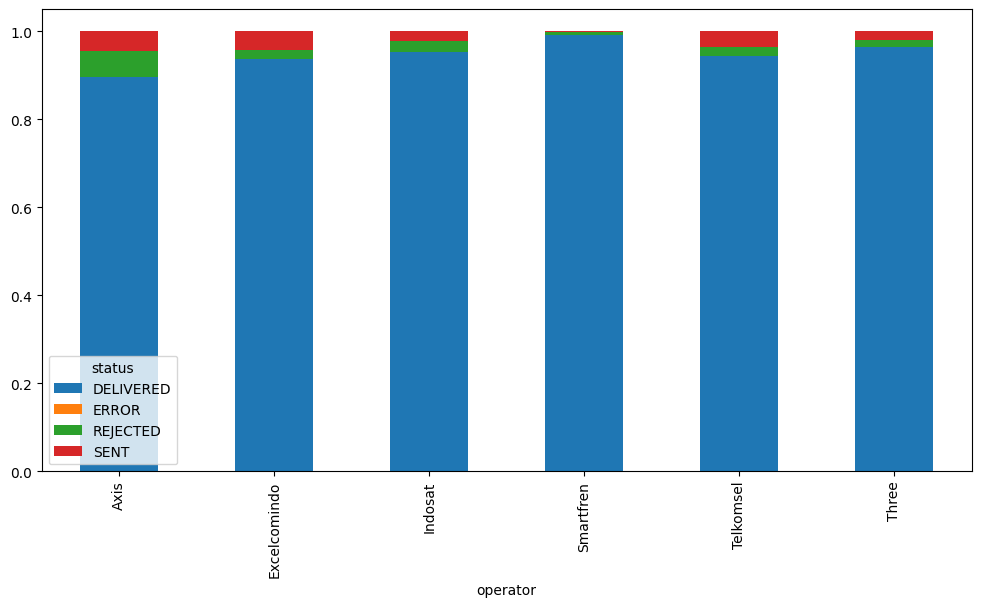 1.0
0.8
0.6
0.4
0.2
0.0
status
DELIVERED
ERROR
REJECTED
SENT
Axis
Excelcomindo
Indosat
Smartfren
Telkomsel
Three
operator